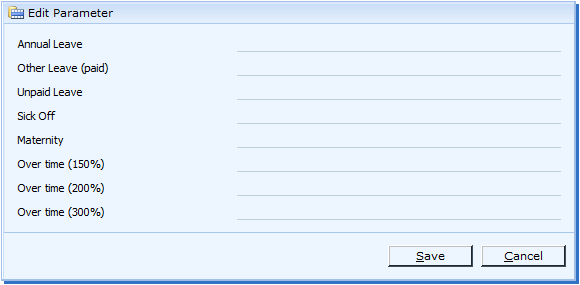 Edit Parameter
Annual Leave
Other Leave (paid)
Unpaid Leave
Sick Off
Maternity
Over time (150%)
Over time (200%)
Over time (300%)
Save Cancel